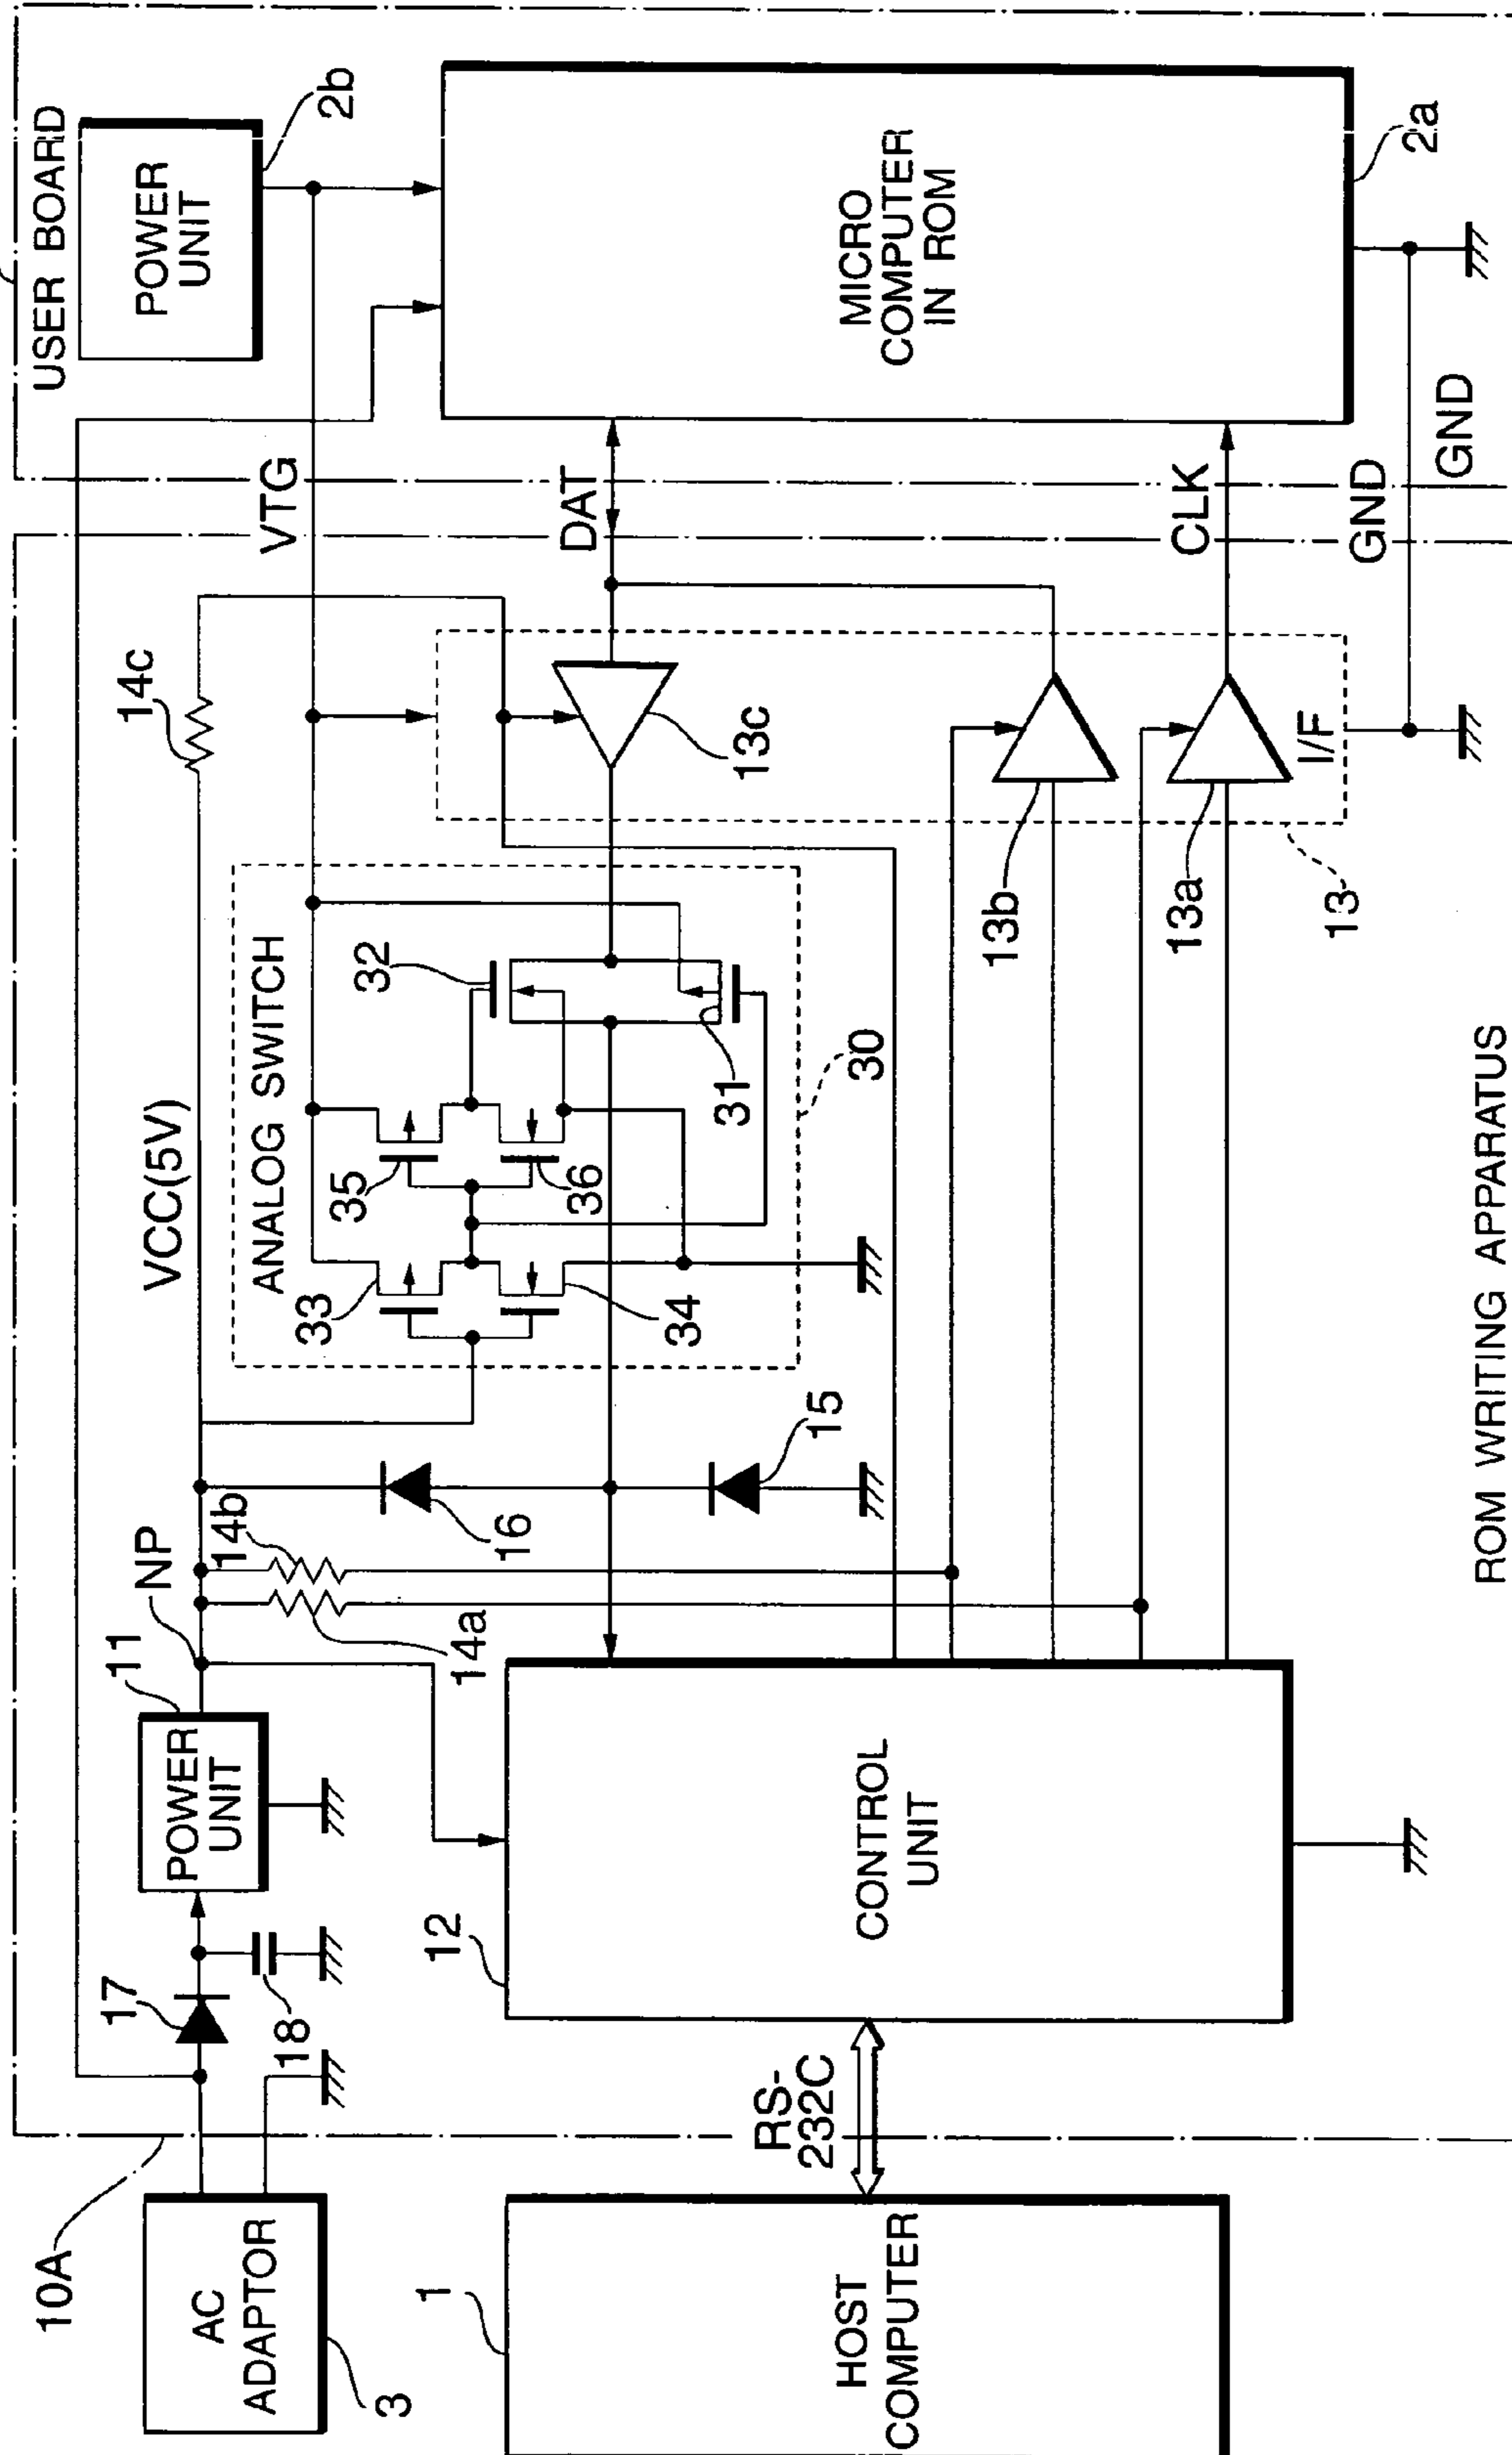 USER BOARD
POWER
UNIT
2b
MICRO
COMPUTER
IN ROM
2a
GND
VTG
DAT
CLK
GND
14c
13c
13b
13a
I/F
13
VCC(5V)
ANALOG SWITCH
32
31
30
35
36
33
34
NP
14b
14a
16
15
11
POWER
UNIT
17
18
12
CONTROL
UNIT
RS-
232C
10A
AC
ADAPTOR
3
1
HOST
COMPUTER
ROM WRITING APPARATUS